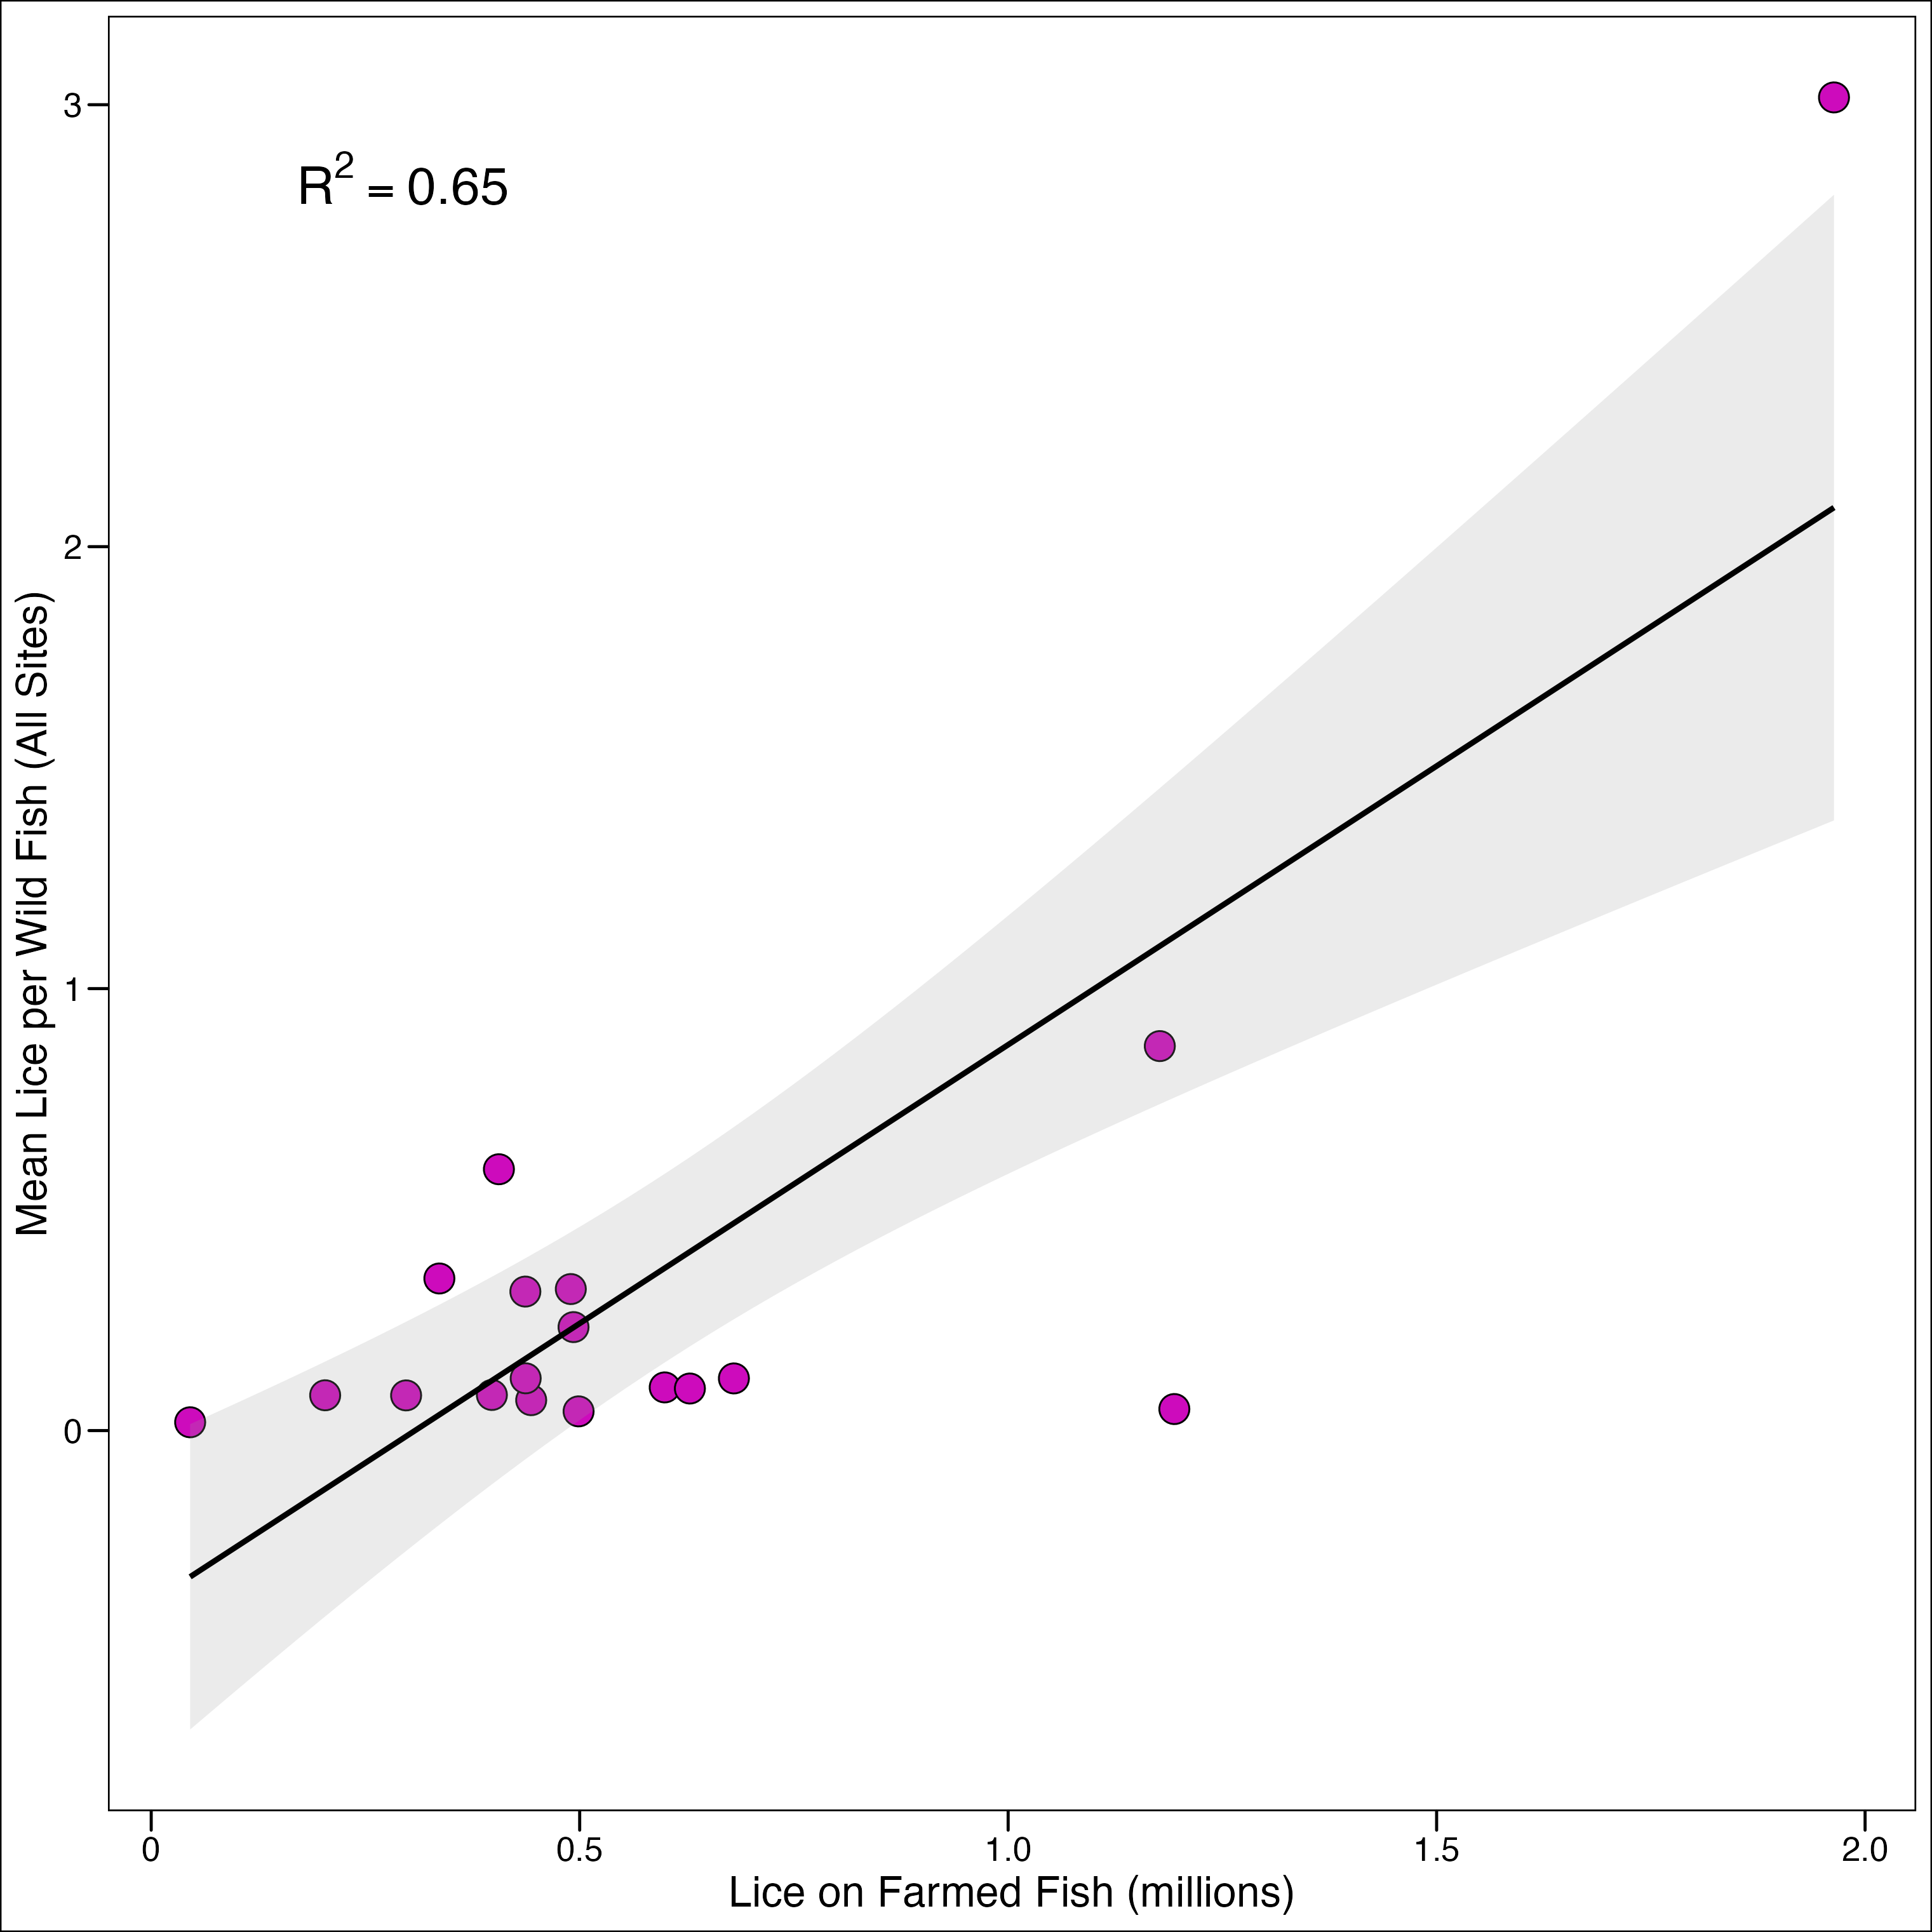 R² = 0.65
3
2
1
0
Mean Lice per Wild Fish (All Sites)
0 0.5 1.0 1.5 2.0
Lice on Farmed Fish (millions)